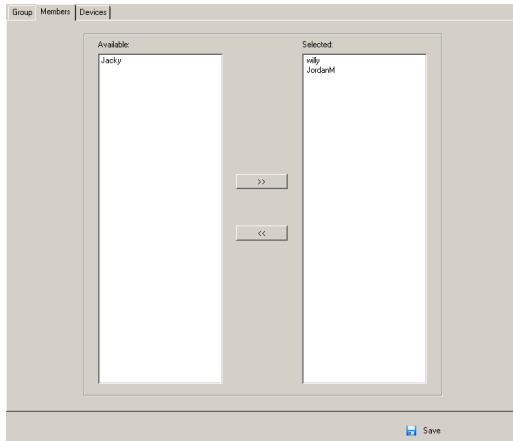 Group Members Devices
Available: Selected:
Jacky willy
JordanM
>>
<<
Save